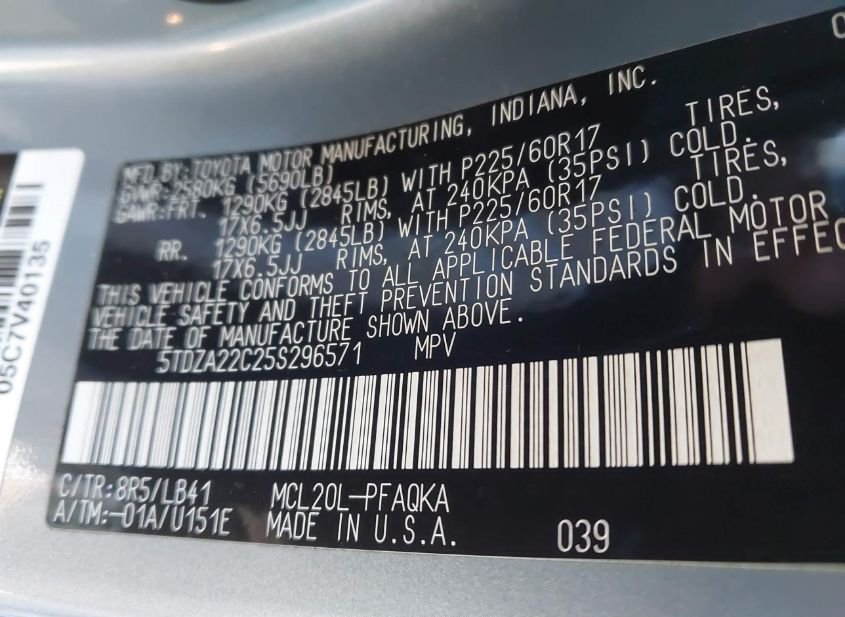 MFD.BY:TOYOTA MOTOR MANUFACTURING, INDIANA, INC.
GVWR:2580KG (5690LB)
GAWR:FRT. 1290KG (2845LB) WITH P225/60R17 TIRES,
17X6.5JJ RIMS, AT 240KPA (35PSI) COLD.
RR. 1290KG (2845LB) WITH P225/60R17 TIRES,
17X6.5JJ RIMS, AT 240KPA (35PSI) COLD.
THIS VEHICLE CONFORMS TO ALL APPLICABLE FEDERAL MOTOR
VEHICLE SAFETY AND THEFT PREVENTION STANDARDS IN EFFEC
THE DATE OF MANUFACTURE SHOWN ABOVE.
5TDZA22C25S296571 MPV
C/TR:8R5/LB41 MCL20L-PFAQKA
A/TM:-01A/U151E MADE IN U.S.A. 039
05C7V40135